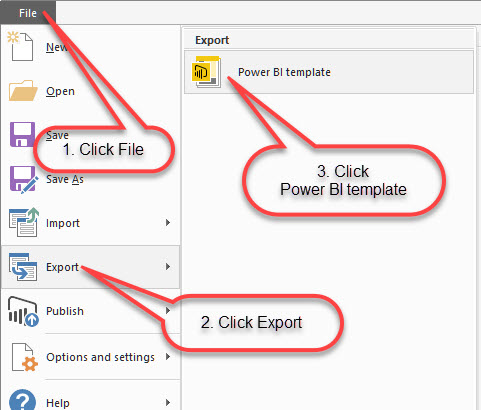 File
New
Open
Save
Save As
Import
Export
Publish
Options and settings
Help
Export
Power BI template
1. Click File
3. Click
Power BI template
2. Click Export